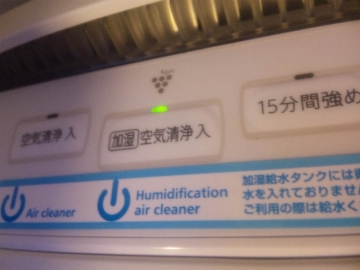 空気清浄 入
加湿 空気清浄 入
15分間強め
Air cleaner
Humidification
air cleaner
加湿給水タンクには
水を入れておりませ
ご利用の際は給水く